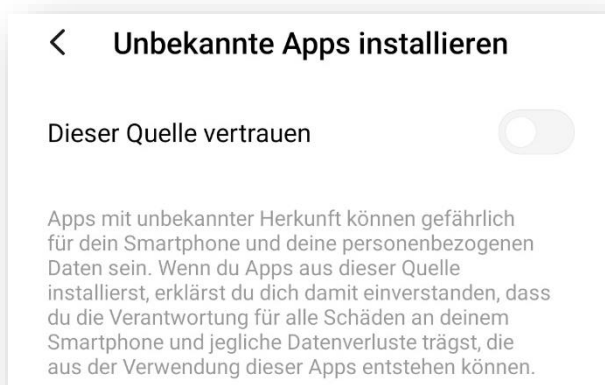 Unbekannte Apps installieren
Dieser Quelle vertrauen
Apps mit unbekannter Herkunft können gefährlich
für dein Smartphone und deine personenbezogenen
Daten sein. Wenn du Apps aus dieser Quelle
installierst, erklärst du dich damit einverstanden, dass
du die Verantwortung für alle Schäden an deinem
Smartphone und jegliche Datenverluste trägst, die
aus der Verwendung dieser Apps entstehen können.